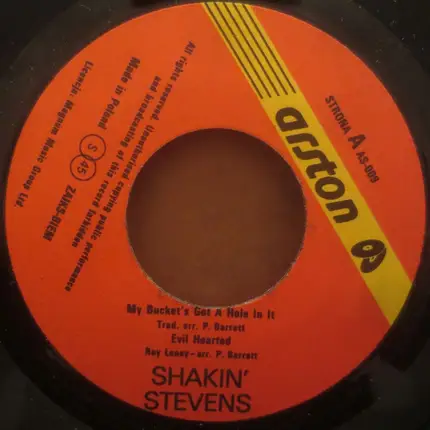 arston
STRONA A
AS-009
All rights reserved. Unauthorised copying public performance
and broadcasting of this record forbidden
Made in Poland S 45 ZAIKS-BIEM
Licencja: Magnum Music Group Ltd.
My Bucket's Got A Hole In It
Trad. arr. P. Barrett
Evil Hearted
Roy Loney-arr. P. Barrett
SHAKIN'
STEVENS